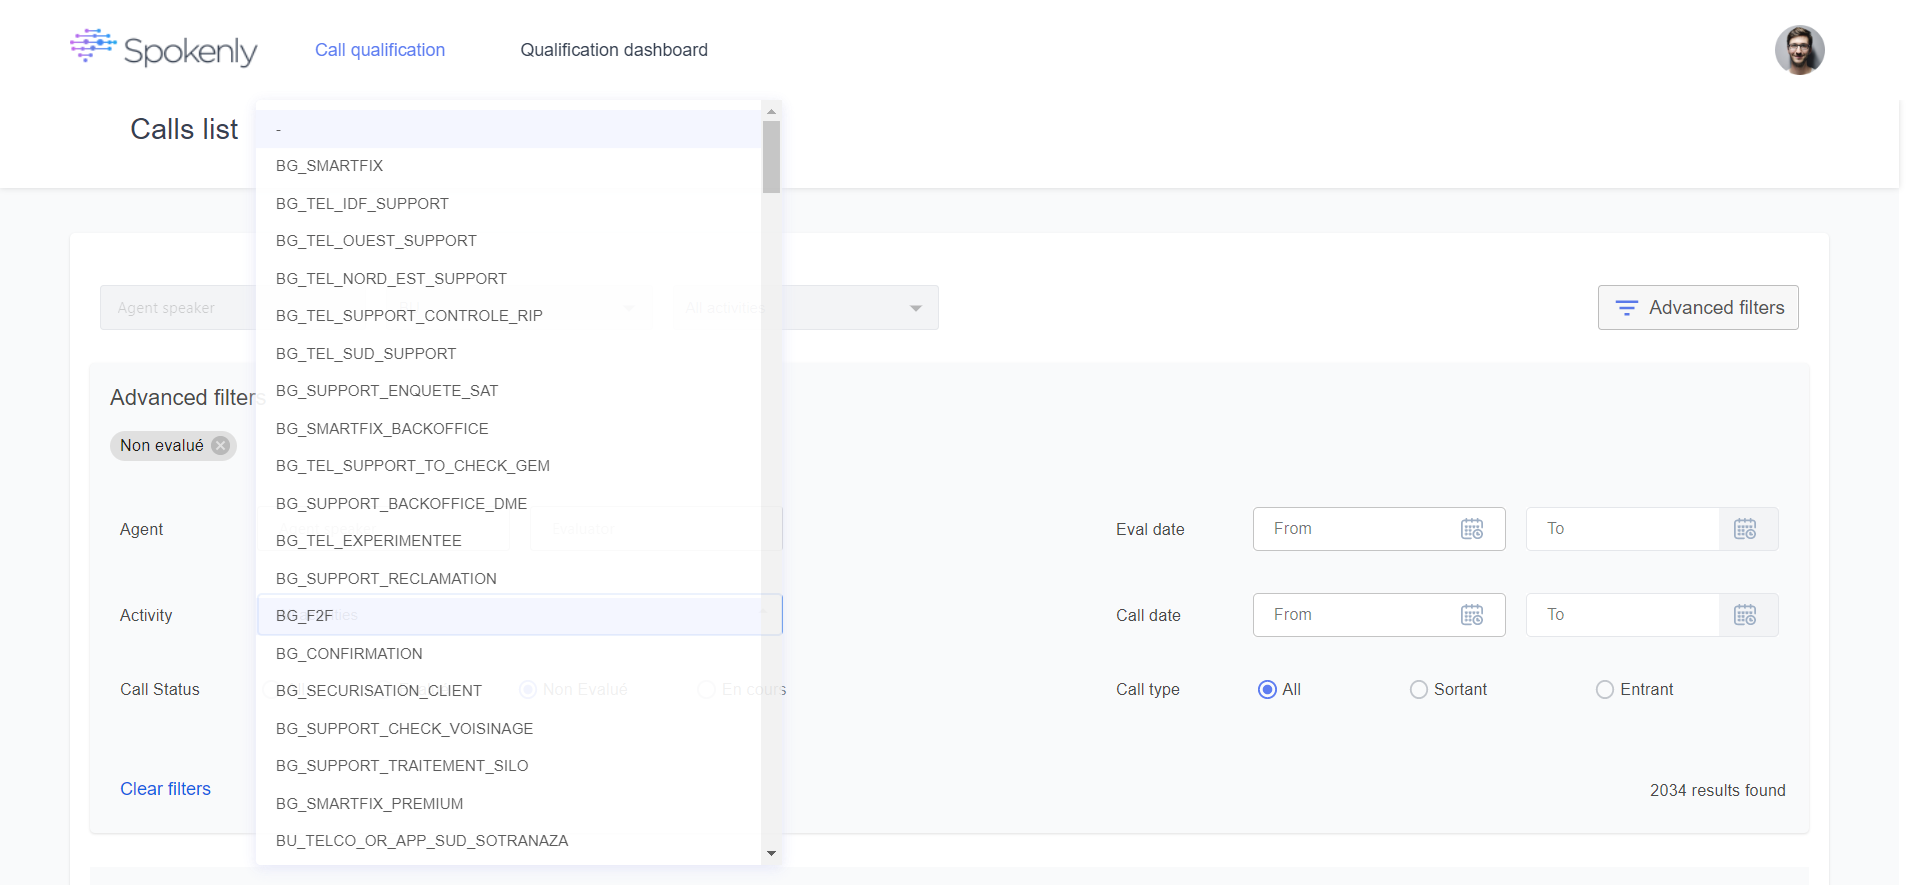 Spokenly
Call qualification
Qualification dashboard
Calls list
-
BG_SMARTFIX
BG_TEL_IDF_SUPPORT
BG_TEL_OUEST_SUPPORT
BG_TEL_NORD_EST_SUPPORT
BG_TEL_SUPPORT_CONTROLE_RIP
BG_TEL_SUD_SUPPORT
BG_SUPPORT_ENQUETE_SAT
BG_SMARTFIX_BACKOFFICE
BG_TEL_SUPPORT_TO_CHECK_GEM
BG_SUPPORT_BACKOFFICE_DME
BG_TEL_EXPERIMENTEE
BG_SUPPORT_RECLAMATION
BG_F2F
BG_CONFIRMATION
BG_SECURISATION_CLIENT
BG_SUPPORT_CHECK_VOISINAGE
BG_SUPPORT_TRAITEMENT_SILO
BG_SMARTFIX_PREMIUM
BU_TELCO_OR_APP_SUD_SOTRANAZA
Agent speaker
All activities
Advanced filters
Advanced filters
Non evalué
Agent
Evaluator
Eval date
From
To
Activity
Call date
From
To
Call Status
Non Evalué
En cours
Call type
All
Sortant
Entrant
Clear filters
2034 results found